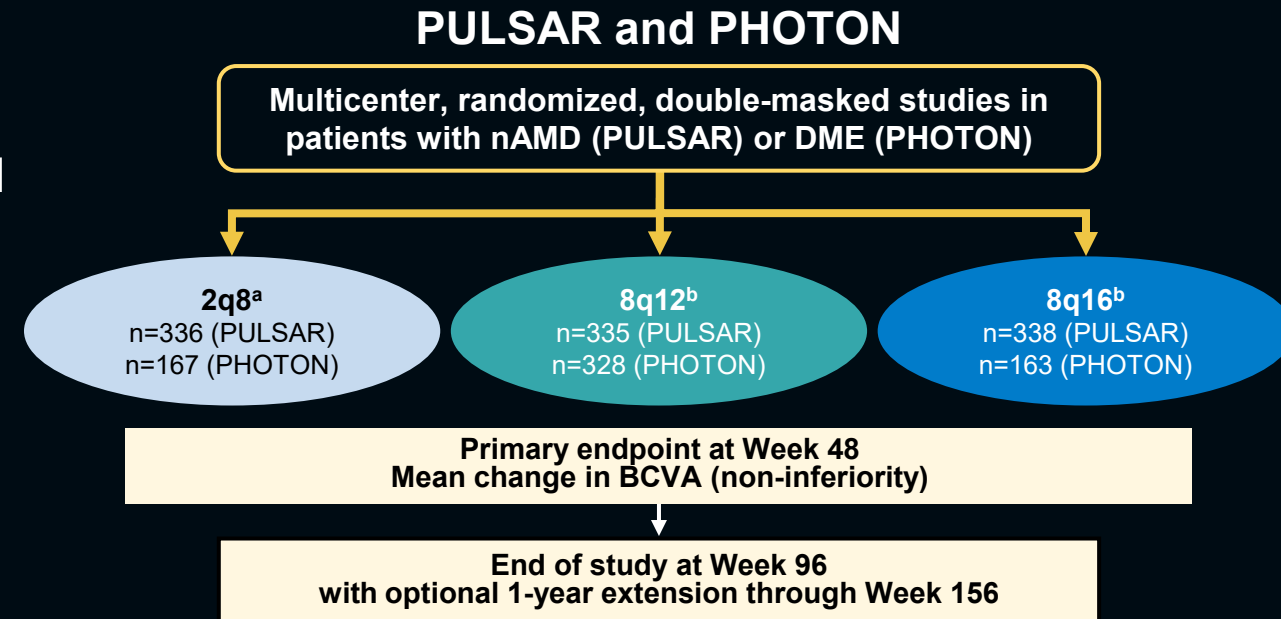 PULSAR and PHOTON
Multicenter, randomized, double-masked studies in
patients with nAMD (PULSAR) or DME (PHOTON)
2q8ᵃ
n=336 (PULSAR)
n=167 (PHOTON)
8q12ᵇ
n=335 (PULSAR)
n=328 (PHOTON)
8q16ᵇ
n=338 (PULSAR)
n=163 (PHOTON)
Primary endpoint at Week 48
Mean change in BCVA (non-inferiority)
End of study at Week 96
with optional 1-year extension through Week 156